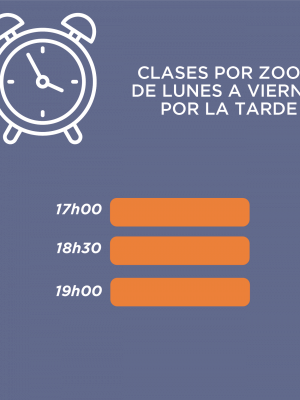 CLASES POR ZOO
DE LUNES A VIERN
POR LA TARDE
17h00
18h30
19h00